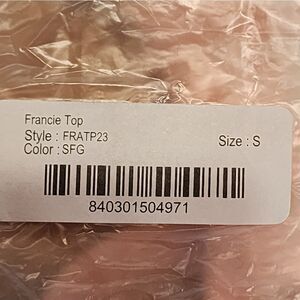 Francie Top
Style : FRATP23
Color : SFG Size : S
840301504971